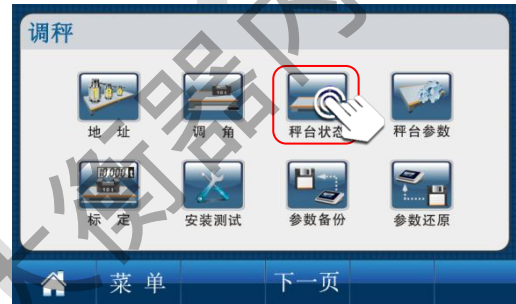 调秤
地 址 调 角 秤台状态 秤台参数
标 定 安装测试 参数备份 参数还原
菜 单 下一页